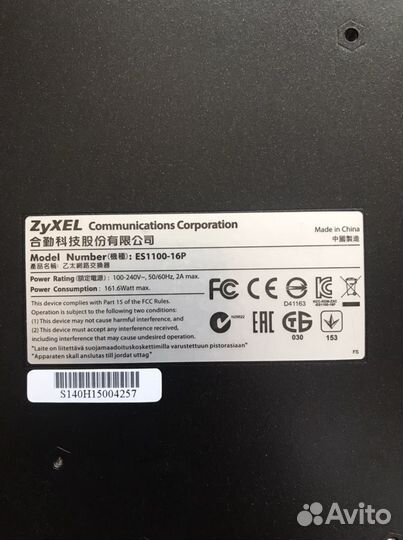 ZyXEL Communications Corporation
合勤科技股份有限公司
Made in China
中國製造
Model Number(機種): ES1100-16P
產品名稱: 乙太網路交換器
Power Rating (額定電源) : 100-240V~, 50/60Hz, 2A max.
Power Consumption : 161.6Watt max.
This device complies with Part 15 of the FCC Rules.
Operation is subject to the following two conditions:
(1) This device may not cause harmful interference, and
(2) This device must accept any interference received,
including interference that may cause undesired operation.
"Laite on liitettävä suojamaadoituskoskettimilla varustettuun pistorasiaan"
"Apparaten skall anslutas till jordat uttag"
FC CE
D41163
N29822
EAC
030
153
FS
S140H15004257
Avito